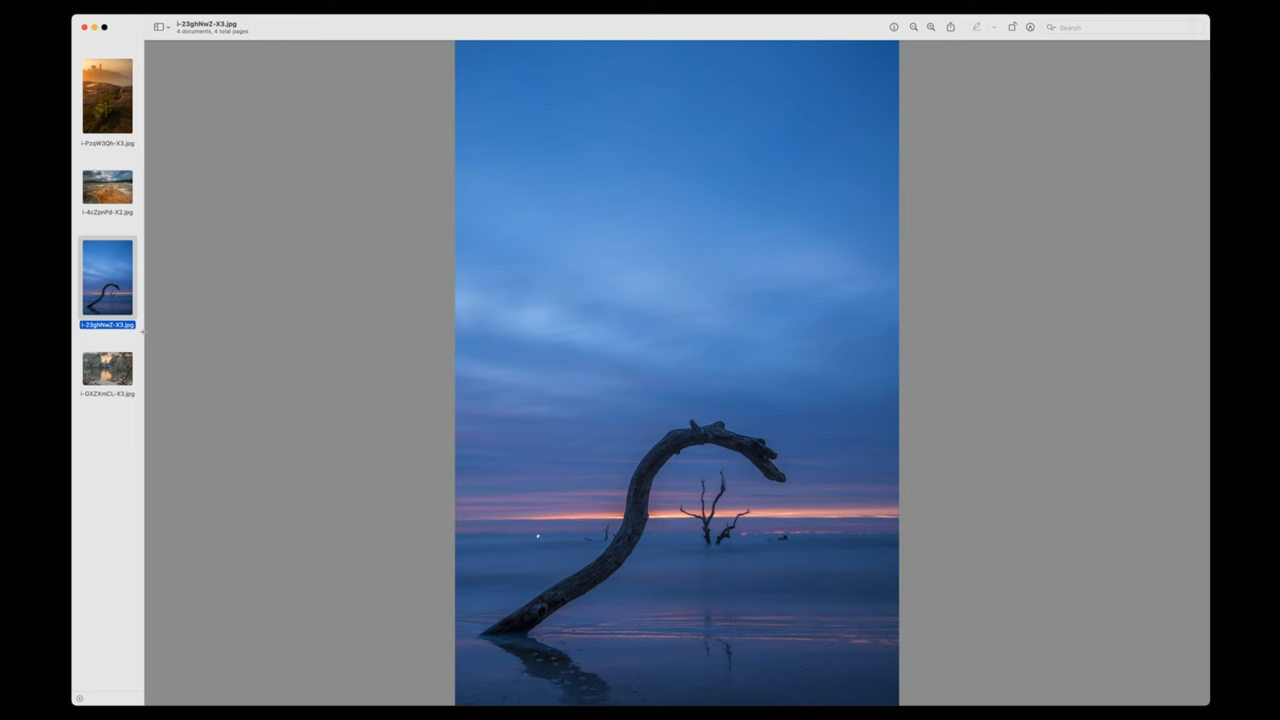 i-23ghNwZ-X3.jpg
4 documents, 4 total pages
Search
i-PzqW3Qh-X3.jpg
i-4cZpnPd-X2.jpg
i-23ghNwZ-X3.jpg
i-GXZXmCL-X3.jpg